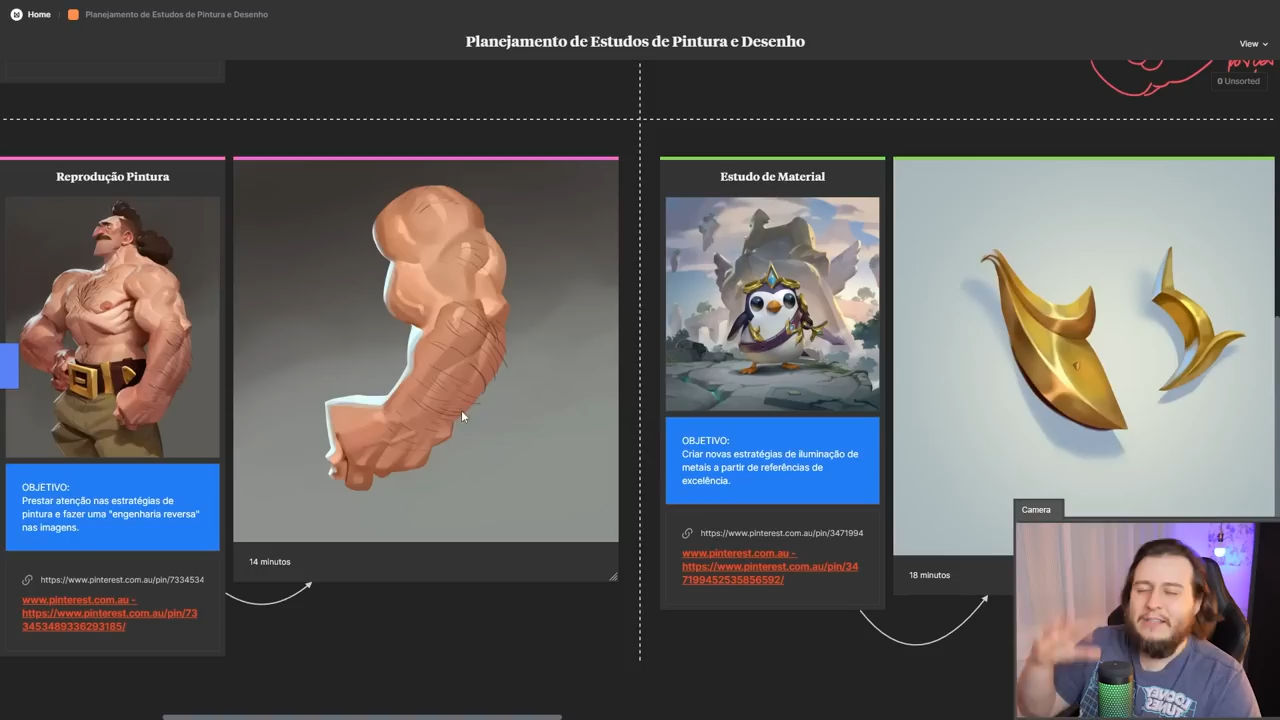 Home
Planejamento de Estudos de Pintura e Desenho
Planejamento de Estudos de Pintura e Desenho
View
0 Unsorted
Reprodução Pintura
OBJETIVO:
Prestar atenção nas estratégias de
pintura e fazer uma "engenharia reversa"
nas imagens.
https://www.pinterest.com.au/pin/7334534
www.pinterest.com.au -
https://www.pinterest.com.au/pin/73
3453489336293185/
14 minutos
Estudo de Material
OBJETIVO:
Criar novas estratégias de iluminação de
metais a partir de referências de
excelência.
https://www.pinterest.com.au/pin/3471994
www.pinterest.com.au -
https://www.pinterest.com.au/pin/34
7199452535856592/
18 minutos
Camera
LOONEY
TUNES